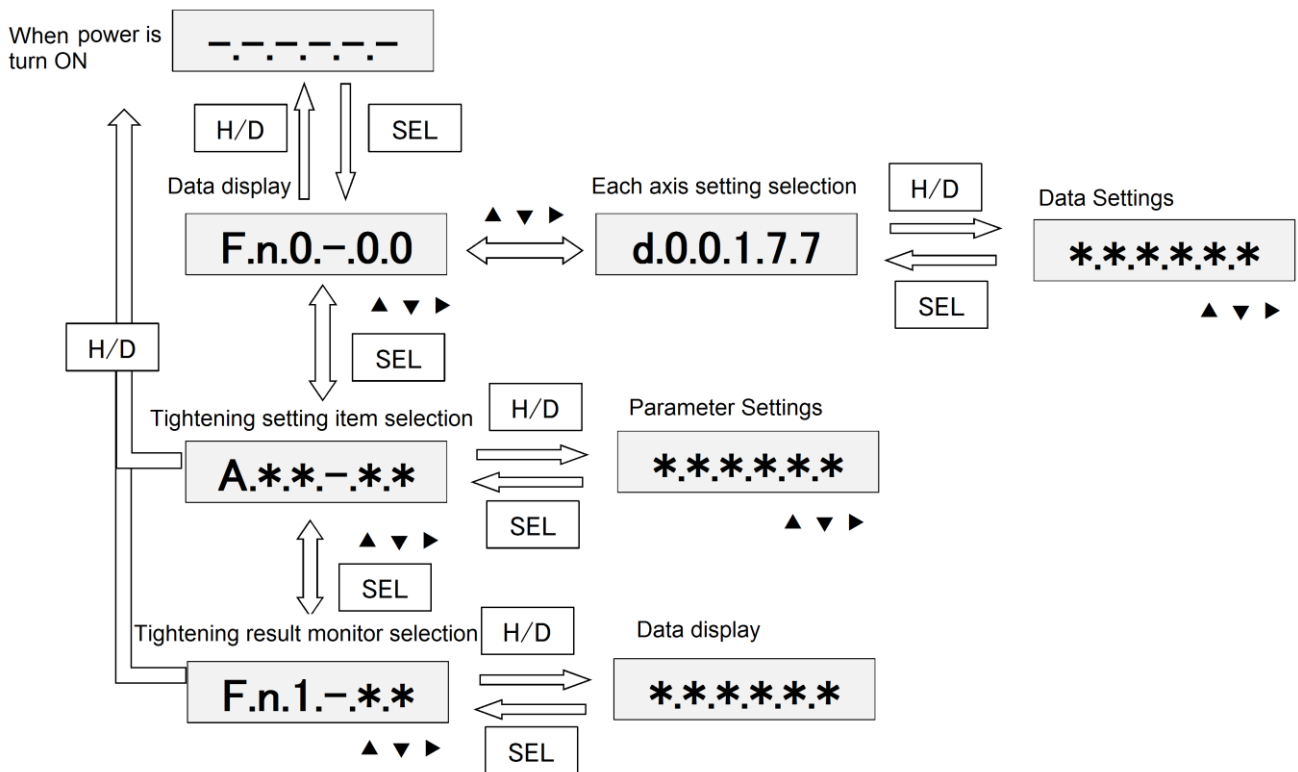 When power is
turn ON
-.-.-.-.-.-
H/D
SEL
Data display
F.n.0.-.0.0
▲ ▼ ▶
Each axis setting selection
d.0.0.1.7.7
H/D
SEL
Data Settings
*.*.*.*.*.*
▲ ▼ ▶
▲ ▼ ▶
SEL
H/D
Tightening setting item selection
A.*.*.-.*.*
H/D
SEL
Parameter Settings
*.*.*.*.*.*
▲ ▼ ▶
▲ ▼ ▶
SEL
Tightening result monitor selection
F.n.1.-.*.*
▲ ▼ ▶
H/D
SEL
Data display
*.*.*.*.*.*